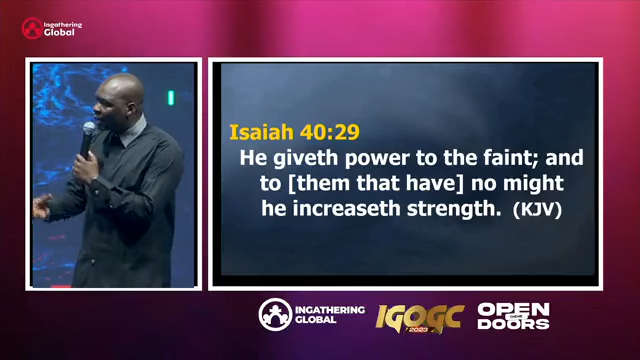 Ingathering
Global
Isaiah 40:29
He giveth power to the faint; and
to [them that have] no might
he increaseth strength. (KJV)
INGATHERING
GLOBAL
IGOGC
2023
OPEN
DOORS